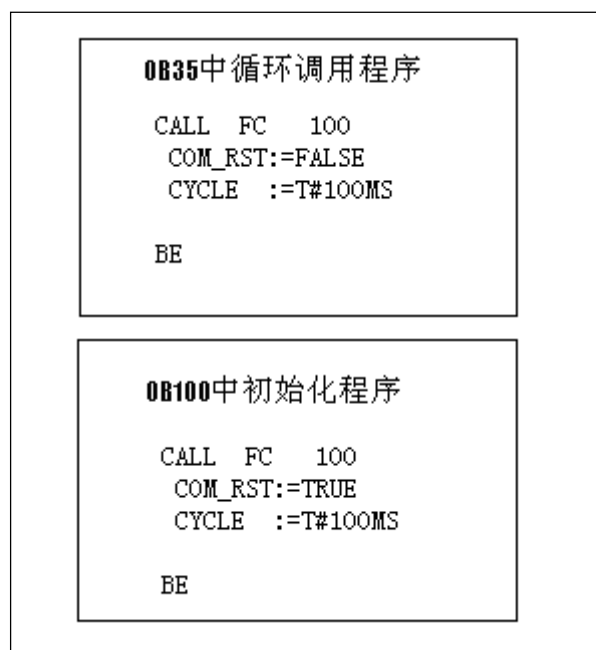 OB35中循环调用程序
CALL FC 100
COM_RST:=FALSE
CYCLE :=T#100MS
BE
OB100中初始化程序
CALL FC 100
COM_RST:=TRUE
CYCLE :=T#100MS
BE